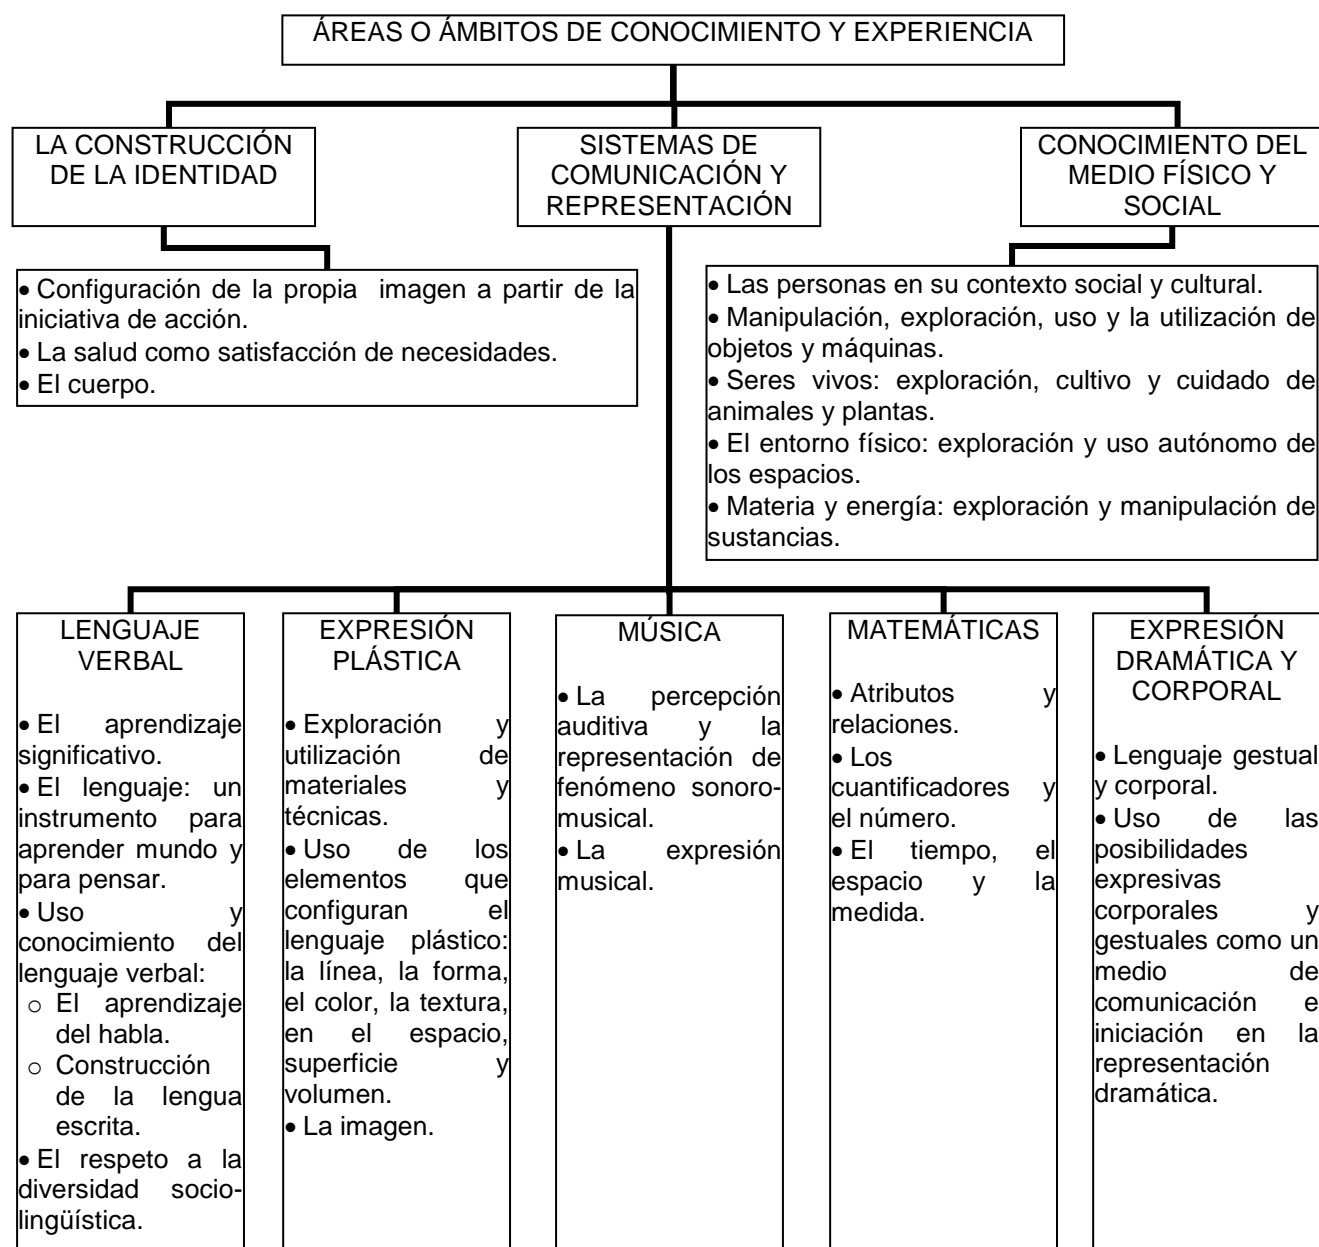 ÁREAS O ÁMBITOS DE CONOCIMIENTO Y EXPERIENCIA
LA CONSTRUCCIÓN
DE LA IDENTIDAD
SISTEMAS DE
COMUNICACIÓN Y
REPRESENTACIÓN
CONOCIMIENTO DEL
MEDIO FÍSICO Y
SOCIAL
• Configuración de la propia imagen a partir de la
iniciativa de acción.
• La salud como satisfacción de necesidades.
• El cuerpo.
• Las personas en su contexto social y cultural.
• Manipulación, exploración, uso y la utilización de
objetos y máquinas.
• Seres vivos: exploración, cultivo y cuidado de
animales y plantas.
• El entorno físico: exploración y uso autónomo de
los espacios.
• Materia y energía: exploración y manipulación de
sustancias.
LENGUAJE
VERBAL
• El aprendizaje
significativo.
• El lenguaje: un
instrumento para
aprender mundo y
para pensar.
• Uso y
conocimiento del
lenguaje verbal:
o El aprendizaje
del habla.
o Construcción
de la lengua
escrita.
• El respeto a la
diversidad socio-
lingüística.
EXPRESIÓN
PLÁSTICA
• Exploración y
utilización de
materiales y
técnicas.
• Uso de los
elementos que
configuran el
lenguaje plástico:
la línea, la forma,
el color, la textura,
en el espacio,
superficie y
volumen.
• La imagen.
MÚSICA
• La percepción
auditiva y la
representación de
fenómeno sonoro-
musical.
• La expresión
musical.
MATEMÁTICAS
• Atributos y
relaciones.
• Los
cuantificadores y
el número.
• El tiempo, el
espacio y la
medida.
EXPRESIÓN
DRAMÁTICA Y
CORPORAL
• Lenguaje gestual
y corporal.
• Uso de las
posibilidades
expresivas
corporales y
gestuales como un
medio de
comunicación e
iniciación en la
representación
dramática.